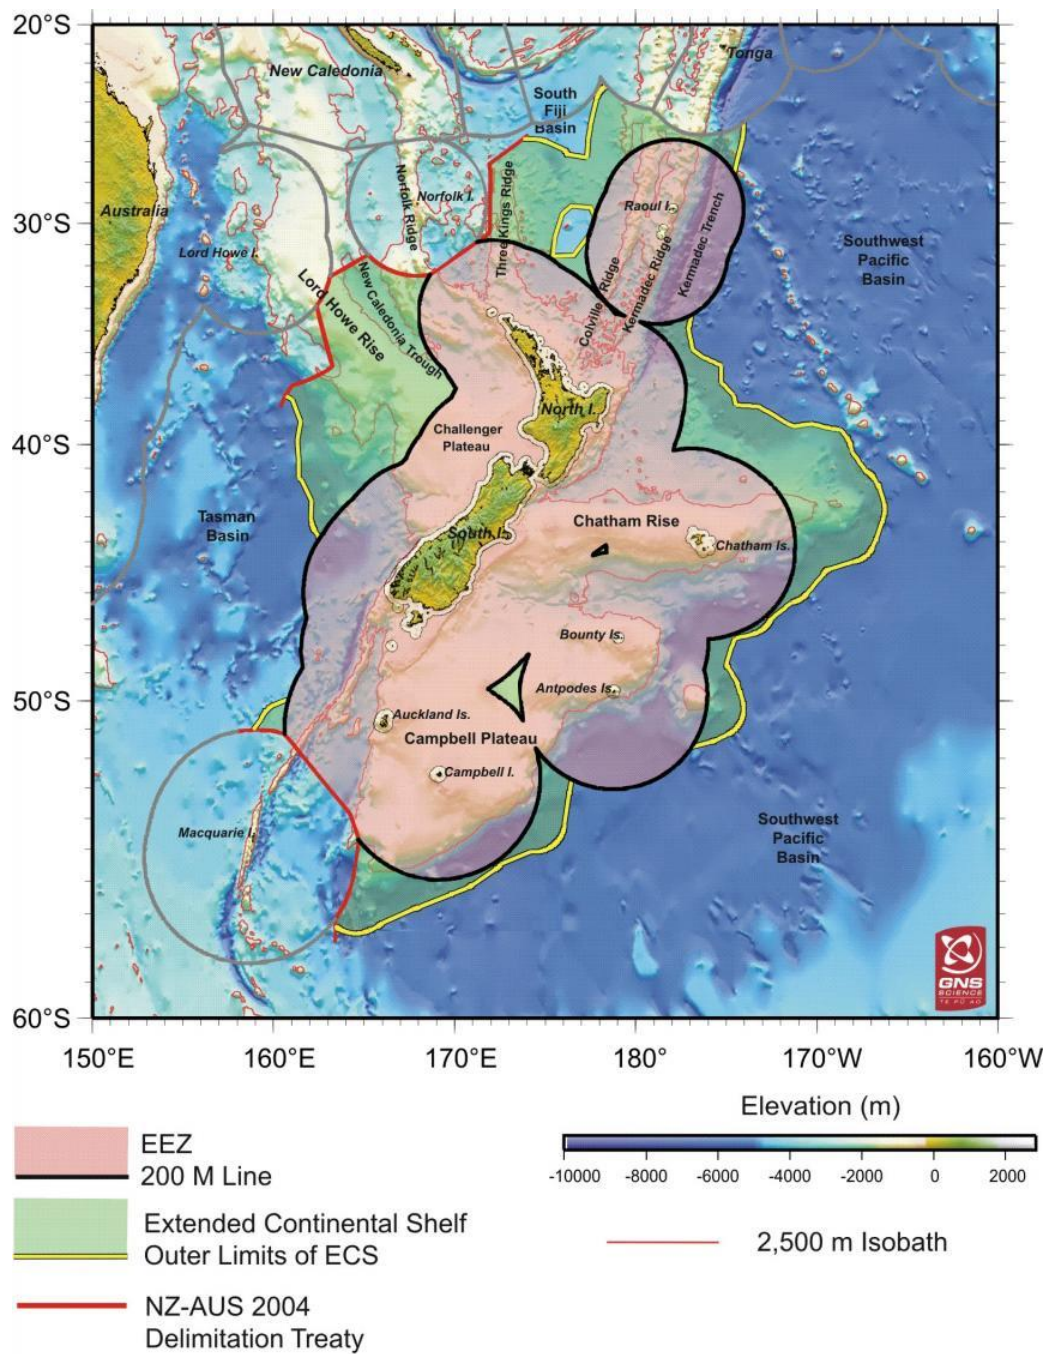 20°S
30°S
40°S
50°S
60°S
150°E
160°E
170°E
180°
170°W
160°W
New Caledonia
Tonga
South
Fiji
Basin
Australia
Norfolk Ridge
Norfolk I.
Three Kings Ridge
Raoul I.
Kermadec Trench
Lord Howe I.
Southwest
Pacific
Basin
Lord Howe Rise
New Caledonia Trough
Colville Ridge
Kermadec Ridge
North I.
Challenger
Plateau
Tasman
Basin
South Is.
Chatham Rise
Chatham Is.
Bounty Is.
Antpodes Is.
Auckland Is.
Campbell Plateau
Campbell I.
Macquarie I.
Southwest
Pacific
Basin
GNS
SCIENCE
TE PŪ AO
EEZ
200 M Line
Extended Continental Shelf
Outer Limits of ECS
NZ-AUS 2004
Delimitation Treaty
Elevation (m)
-10000
-8000
-6000
-4000
-2000
0
2000
2,500 m Isobath